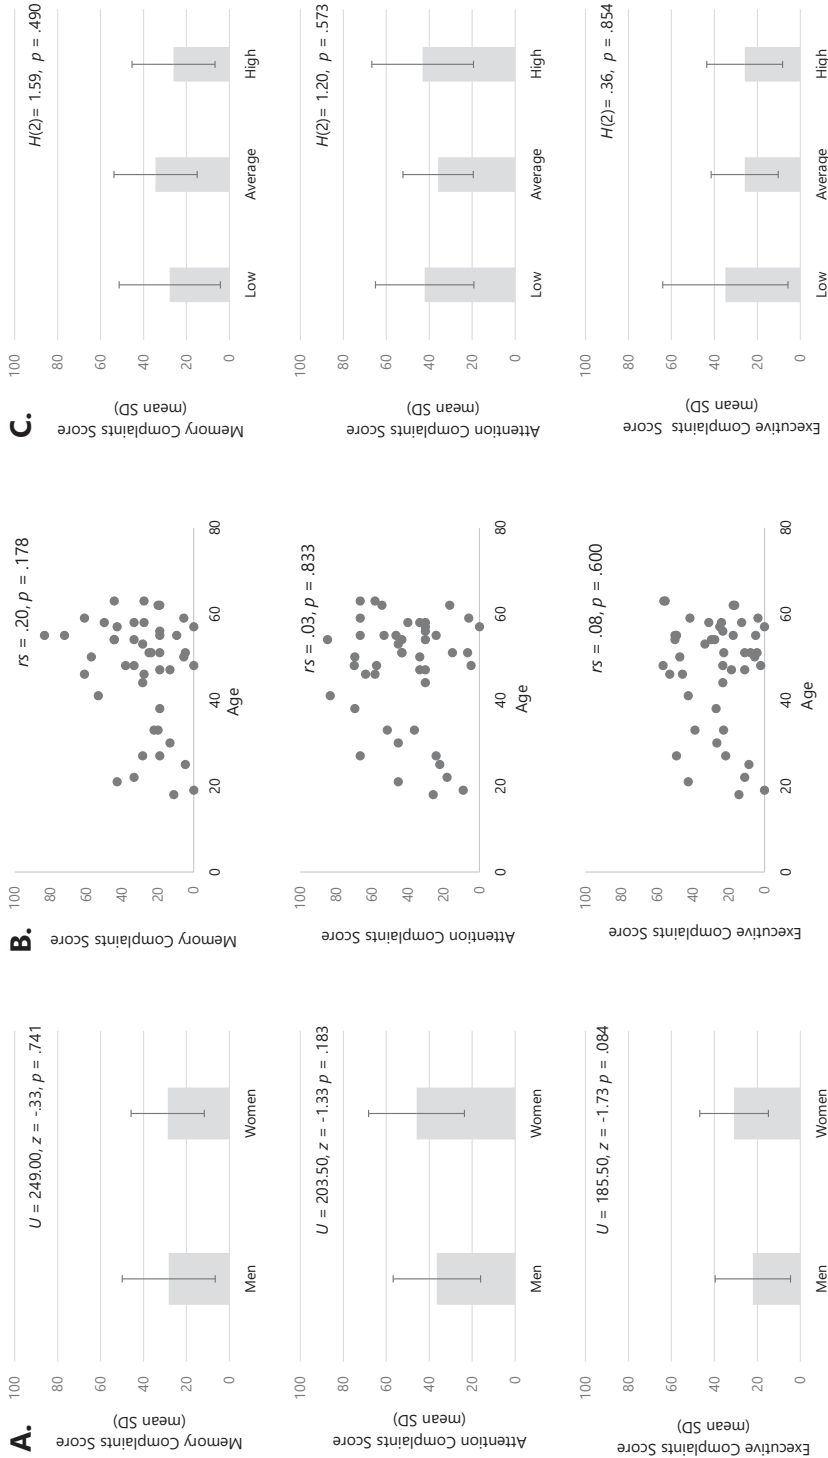 A.
Memory Complaints Score
(mean SD)
100
80
60
40
20
0
Men
Women
U = 249.00, z = -.33, p = .741
Attention Complaints Score
(mean SD)
100
80
60
40
20
0
Men
Women
U = 203.50, z = -1.33 p = .183
Executive Complaints Score
(mean SD)
100
80
60
40
20
0
Men
Women
U = 185.50, z = -1.73 p = .084
B.
Memory Complaints Score
100
80
60
40
20
0
0
20
40
60
80
Age
rs = .20, p = .178
Attention Complaints Score
100
80
60
40
20
0
0
20
40
60
80
Age
rs = .03, p = .833
Executive Complaints Score
100
80
60
40
20
0
0
20
40
60
80
Age
rs = .08, p = .600
C.
Memory Complaints Score
(mean SD)
100
80
60
40
20
0
Low
Average
High
H(2)= 1.59, p = .490
Attention Complaints Score
(mean SD)
100
80
60
40
20
0
Low
Average
High
H(2)= 1.20, p = .573
Executive Complaints Score
(mean SD)
100
80
60
40
20
0
Low
Average
High
H(2)= .36, p = .854